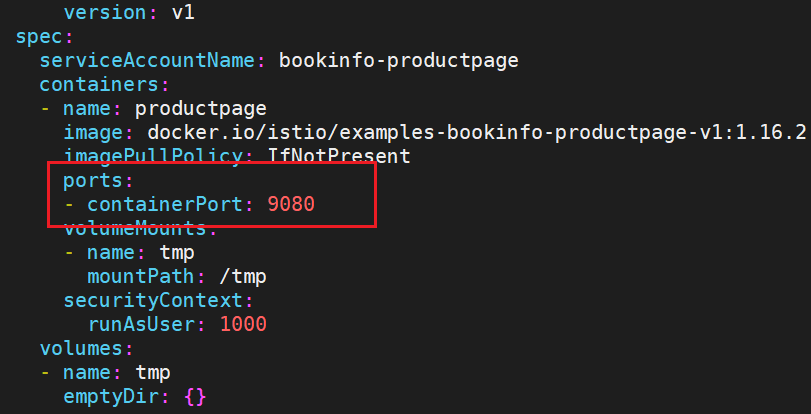 version: v1
spec:
serviceAccountName: bookinfo-productpage
containers:
- name: productpage
image: docker.io/istio/examples-bookinfo-productpage-v1:1.16.2
imagePullPolicy: IfNotPresent
ports:
- containerPort: 9080
volumeMounts:
- name: tmp
mountPath: /tmp
securityContext:
runAsUser: 1000
volumes:
- name: tmp
emptyDir: {}